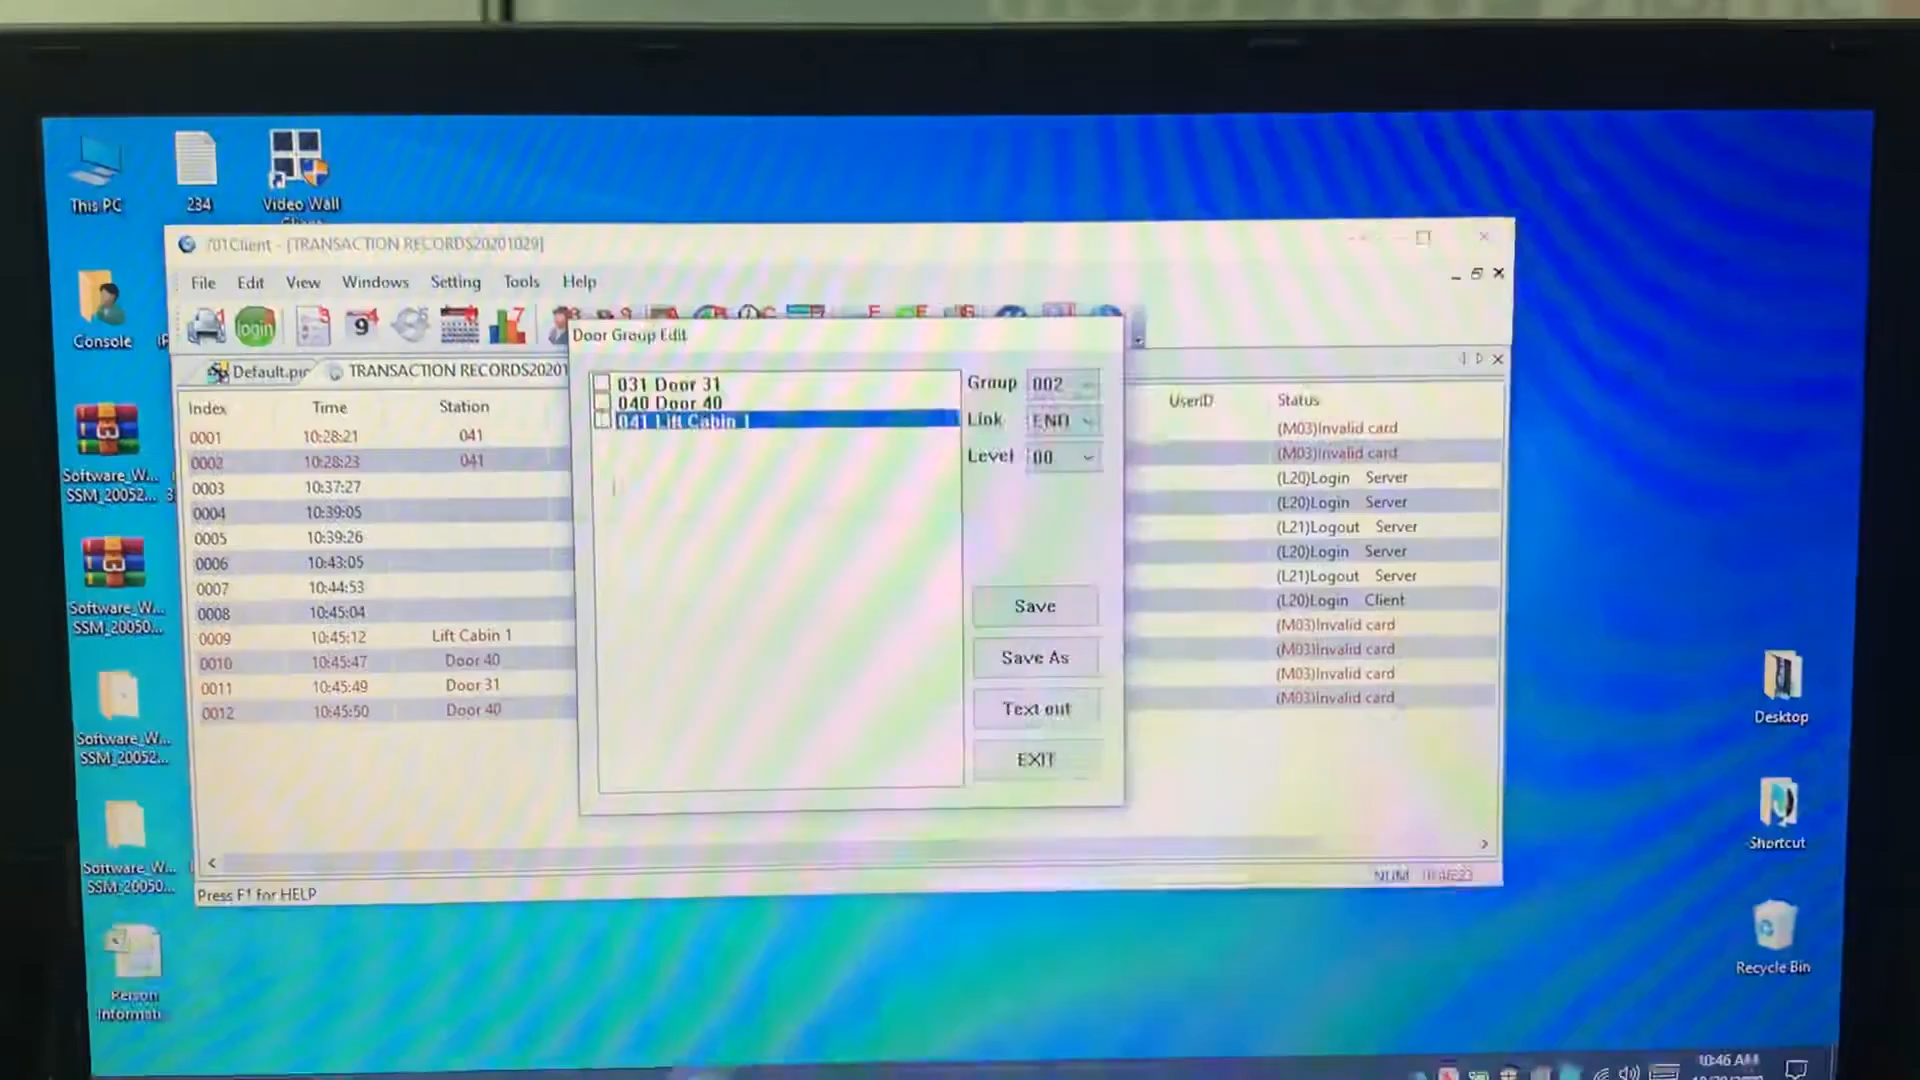 This PC
234
Video Wall
701Client - [TRANSACTION RECORDS20201029]
File Edit View Windows Setting Tools Help
Console
login
Door Group Edit
Default.pic
TRANSACTION RECORDS20201
Index Time Station UserID Status
0001 10:28:21 041 (M03)Invalid card
0002 10:28:23 041 (M03)Invalid card
0003 10:37:27 (L20)Login Server
0004 10:39:05 (L20)Login Server
0005 10:39:26 (L21)Logout Server
0006 10:43:05 (L20)Login Server
0007 10:44:53 (L21)Logout Server
0008 10:45:04 (L20)Login Client
0009 10:45:12 Lift Cabin 1 (M03)Invalid card
0010 10:45:47 Door 40 (M03)Invalid card
0011 10:45:49 Door 31 (M03)Invalid card
0012 10:45:50 Door 40 (M03)Invalid card
031 Door 31
040 Door 40
041 Lift Cabin 1
Group 002
Link END
Level 00
Save
Save As
Text out
EXIT
Press F1 for HELP
NUM
Software_W...
SSM_20052...
Software_W...
SSM_20050...
Software_W...
SSM_20052...
Software_W...
SSM_20050...
Person
Informati...
Desktop
Shortcut
Recycle Bin
10:46 AM